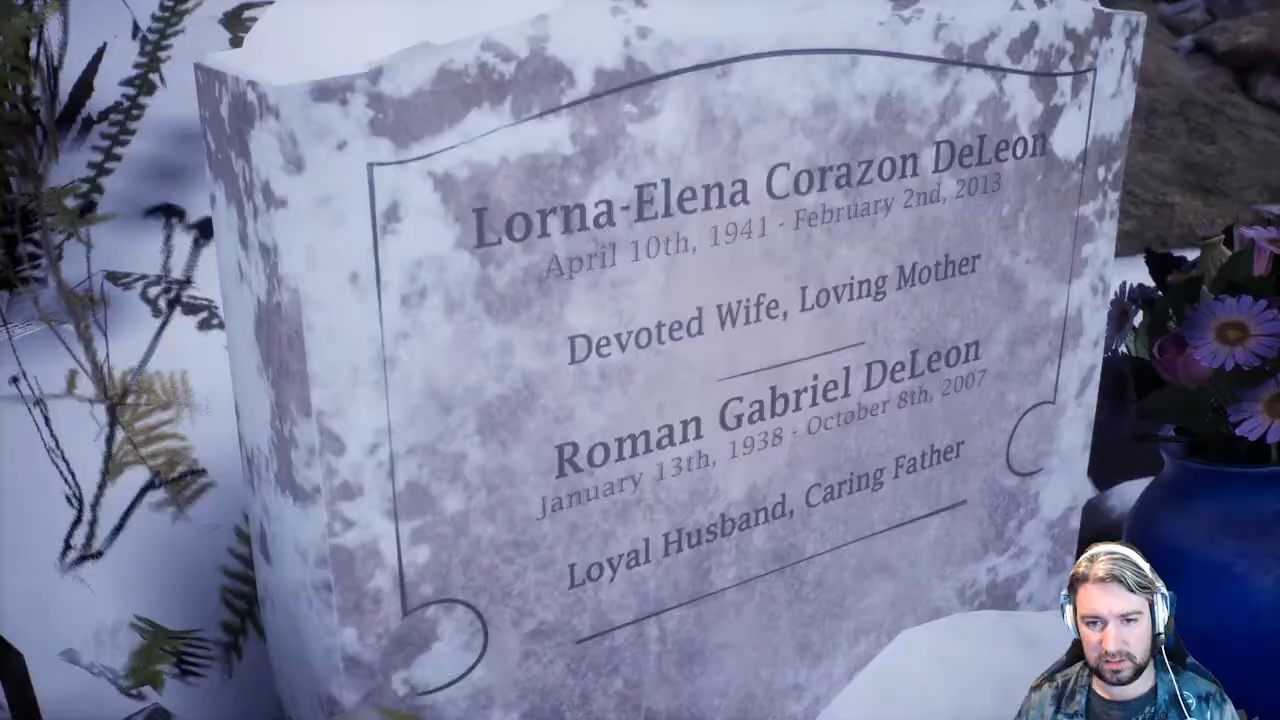 Lorna-Elena Corazon DeLeon
April 10th, 1941 - February 2nd, 2013
Devoted Wife, Loving Mother
Roman Gabriel DeLeon
January 13th, 1938 - October 8th, 2007
Loyal Husband, Caring Father